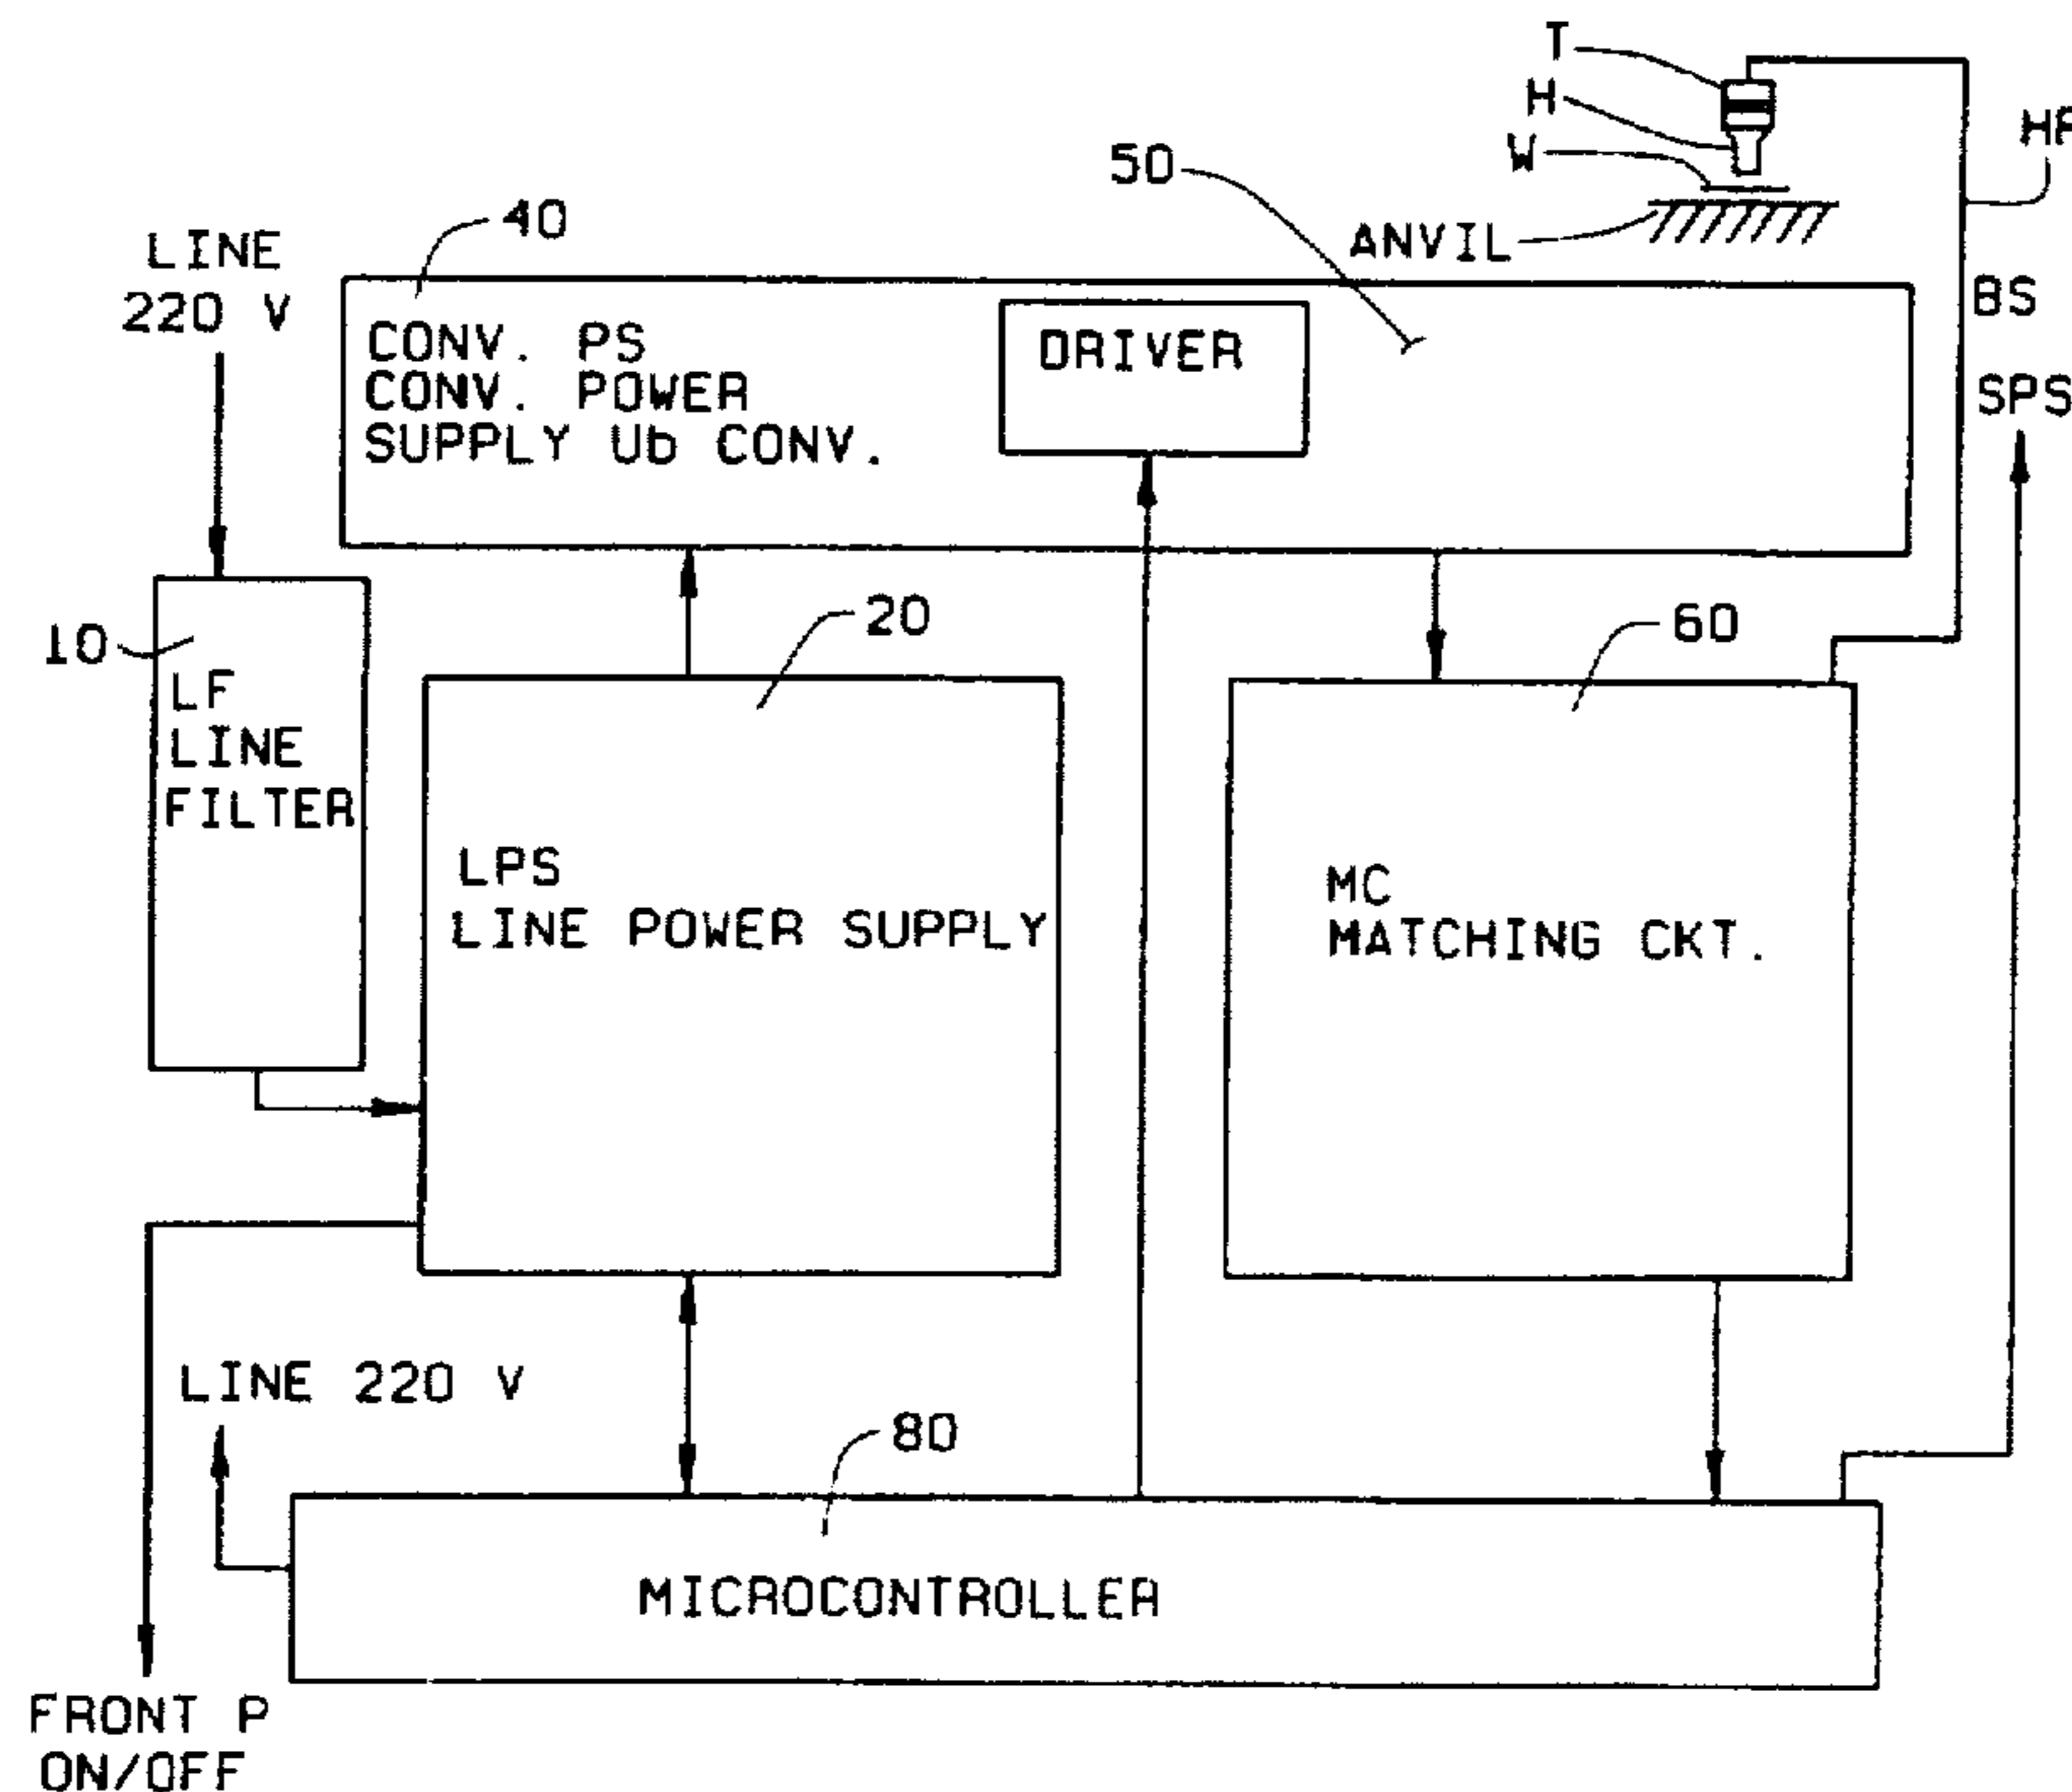 T
H
W
50
40
ANVIL
LINE
220 V
BS
SPS
CONV. PS
CONV. POWER
SUPPLY Ub CONV.
DRIVER
10
20
60
LF
LINE
FILTER
LPS
LINE POWER SUPPLY
MC
MATCHING CKT.
LINE 220 V
80
MICROCONTROLLER
FRONT P
ON/OFF